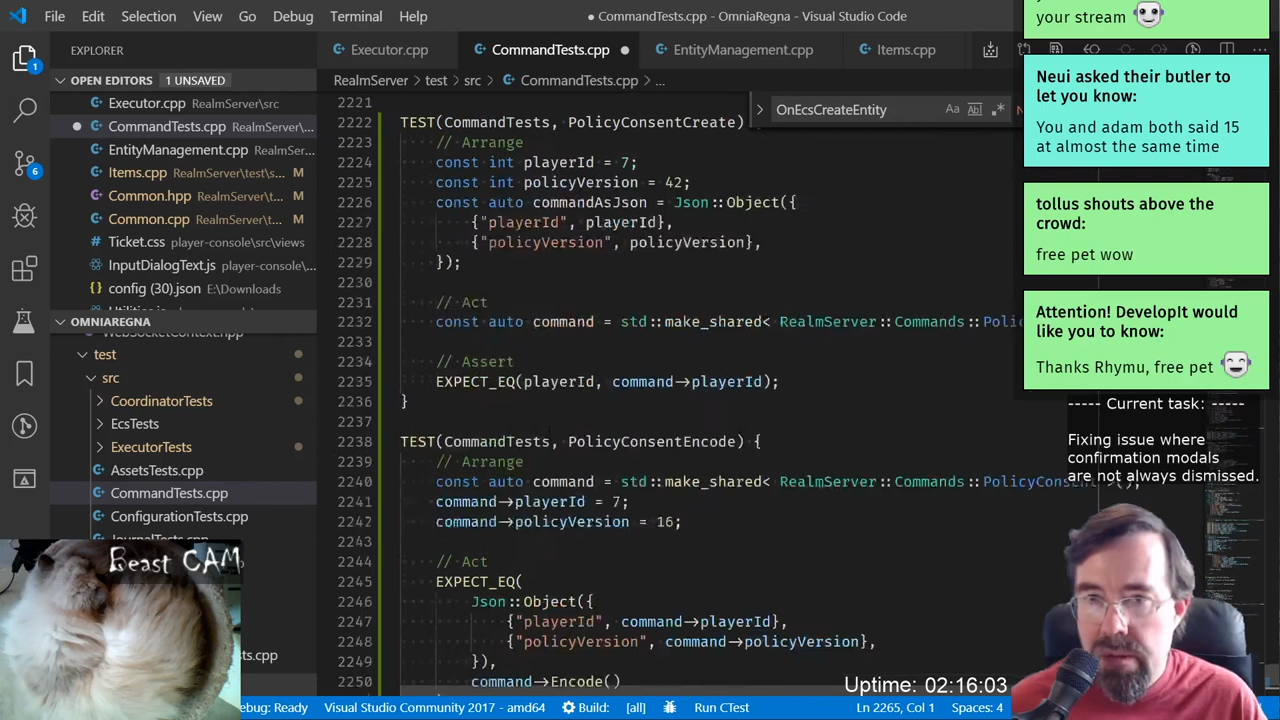 File Edit Selection View Go Debug Terminal Help
● CommandTests.cpp - OmniaRegna - Visual Studio Code
EXPLORER
OPEN EDITORS 1 UNSAVED
Executor.cpp RealmServer\src
CommandTests.cpp RealmServer\...
EntityManagement.cpp RealmSer...
Items.cpp RealmServer\test\s... M
Common.hpp RealmServer\t... M
Common.cpp RealmServer\t... M
Ticket.css player-console\src\views
InputDialogText.js player-console...
config (30).json E:\Downloads
OMNIAREGNA
test
src
CoordinatorTests
EcsTests
ExecutorTests
AssetsTests.cpp
CommandTests.cpp
ConfigurationTests.cpp
Executor.cpp CommandTests.cpp EntityManagement.cpp Items.cpp
RealmServer > test > src > CommandTests.cpp > ...
OnEcsCreateEntity
2221
2222 TEST(CommandTests, PolicyConsentCreate)
2223 // Arrange
2224 const int playerId = 7;
2225 const int policyVersion = 42;
2226 const auto commandAsJson = Json::Object({
2227 {"playerId", playerId},
2228 {"policyVersion", policyVersion},
2229 });
2230
2231 // Act
2232 const auto command = std::make_shared< RealmServer::Commands::Poli
2233
2234 // Assert
2235 EXPECT_EQ(playerId, command->playerId);
2236 }
2237
2238 TEST(CommandTests, PolicyConsentEncode) {
2239 // Arrange
2240 const auto command = std::make_shared< RealmServer::Commands::PolicyCons
2241 command->playerId = 7;
2242 command->policyVersion = 16;
2243
2244 // Act
2245 EXPECT_EQ(
2246 Json::Object({
2247 {"playerId", command->playerId},
2248 {"policyVersion", command->policyVersion},
2249 }),
2250 command->Encode()
your stream
Neui asked their butler to
let you know:
You and adam both said 15
at almost the same time
tollus shouts above the
crowd:
free pet wow
Attention! DevelopIt would
like you to know:
Thanks Rhymu, free pet
----- Current task: -----
Fixing issue where
confirmation modals
are not always dismissed.
Beast CAM
Uptime: 02:16:03
ebug: Ready Visual Studio Community 2017 - amd64 Build: [all] Run CTest Ln 2265, Col 1 Spaces: 4